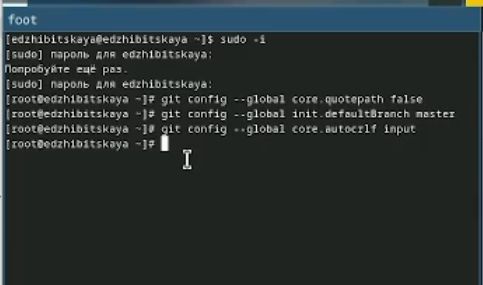 foot
[edzhibitskaya@edzhibitskaya ~]$ sudo -i
[sudo] пароль для edzhibitskaya:
Попробуйте ещё раз.
[sudo] пароль для edzhibitskaya:
[root@edzhibitskaya ~]# git config --global core.quotepath false
[root@edzhibitskaya ~]# git config --global init.defaultBranch master
[root@edzhibitskaya ~]# git config --global core.autocrlf input
[root@edzhibitskaya ~]#